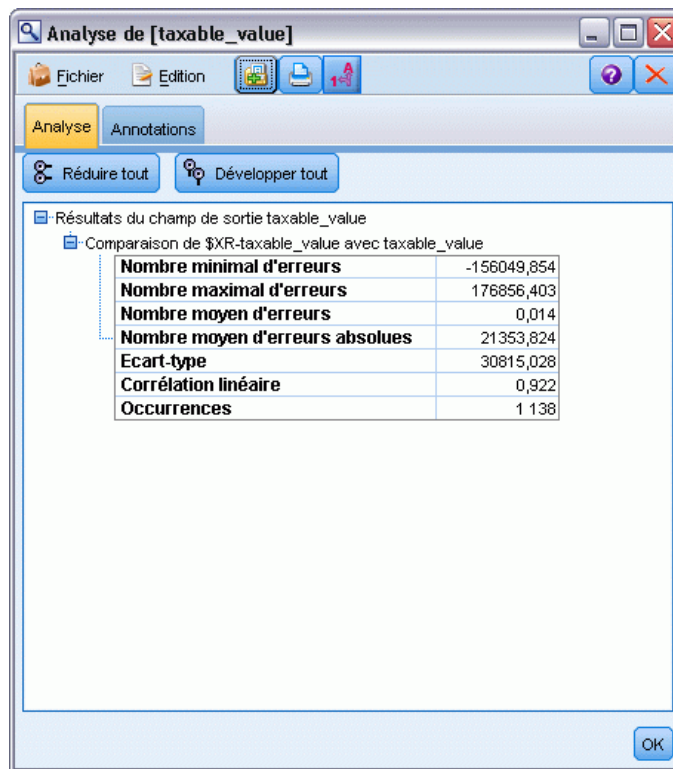 Analyse de [taxable_value]
Fichier Edition
Analyse Annotations
Réduire tout Développer tout
Résultats du champ de sortie taxable_value
Comparaison de $XR-taxable_value avec taxable_value
Nombre minimal d'erreurs -156049,854
Nombre maximal d'erreurs 176856,403
Nombre moyen d'erreurs 0,014
Nombre moyen d'erreurs absolues 21353,824
Ecart-type 30815,028
Corrélation linéaire 0,922
Occurrences 1 138
OK